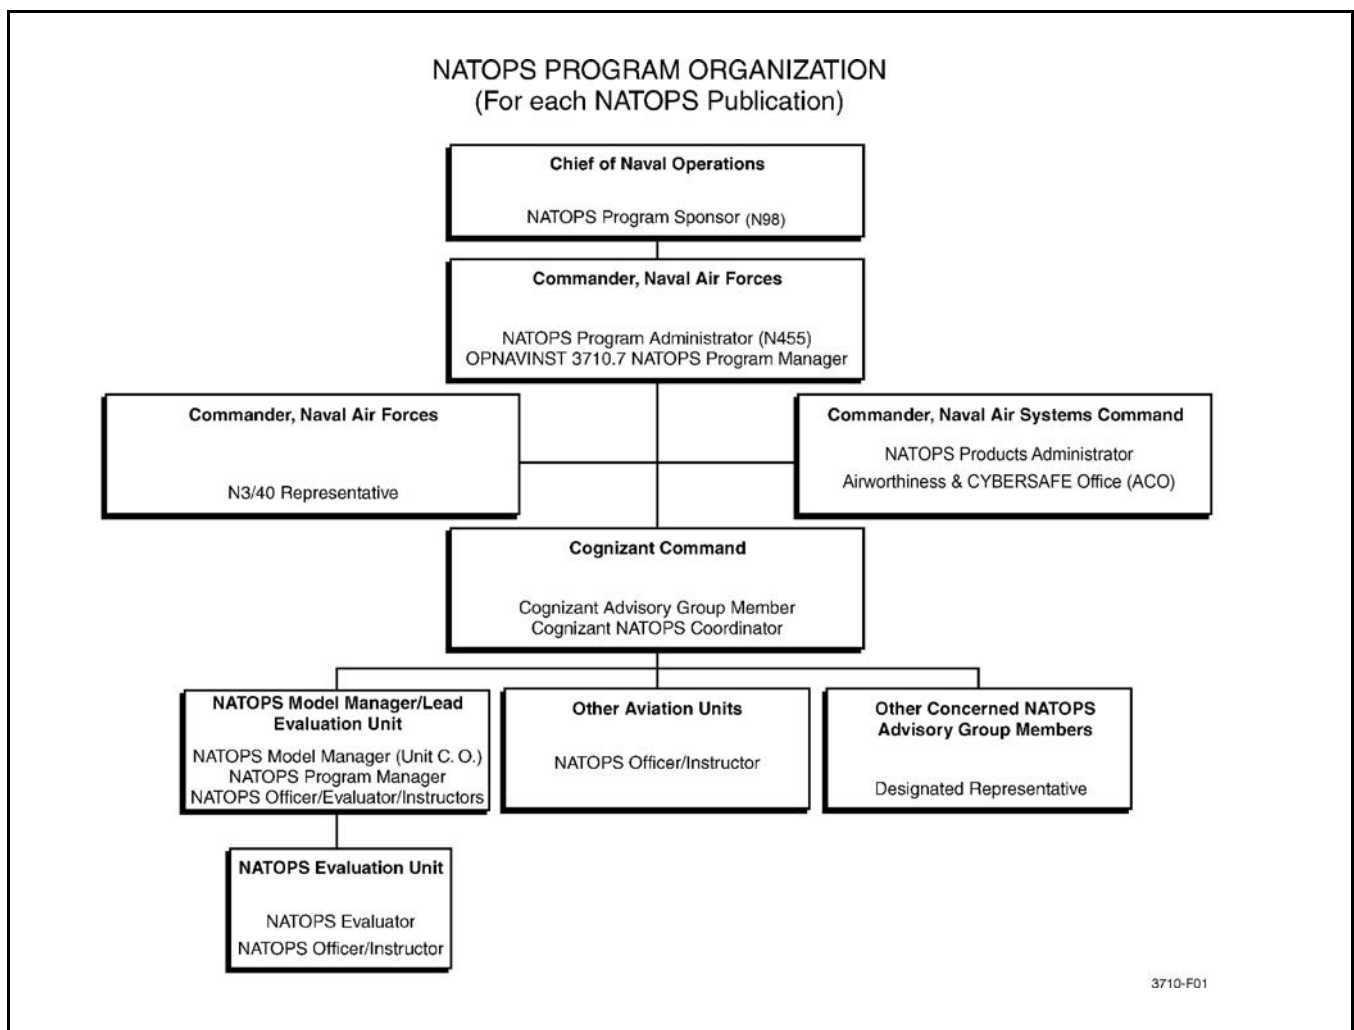 NATOPS PROGRAM ORGANIZATION
(For each NATOPS Publication)
Chief of Naval Operations
NATOPS Program Sponsor (N98)
Commander, Naval Air Forces
NATOPS Program Administrator (N455)
OPNAVINST 3710.7 NATOPS Program Manager
Commander, Naval Air Forces
N3/40 Representative
Commander, Naval Air Systems Command
NATOPS Products Administrator
Airworthiness & CYBERSAFE Office (ACO)
Cognizant Command
Cognizant Advisory Group Member
Cognizant NATOPS Coordinator
NATOPS Model Manager/Lead
Evaluation Unit
NATOPS Model Manager (Unit C. O.)
NATOPS Program Manager
NATOPS Officer/Evaluator/Instructors
Other Aviation Units
NATOPS Officer/Instructor
Other Concerned NATOPS
Advisory Group Members
Designated Representative
NATOPS Evaluation Unit
NATOPS Evaluator
NATOPS Officer/Instructor
3710-F01